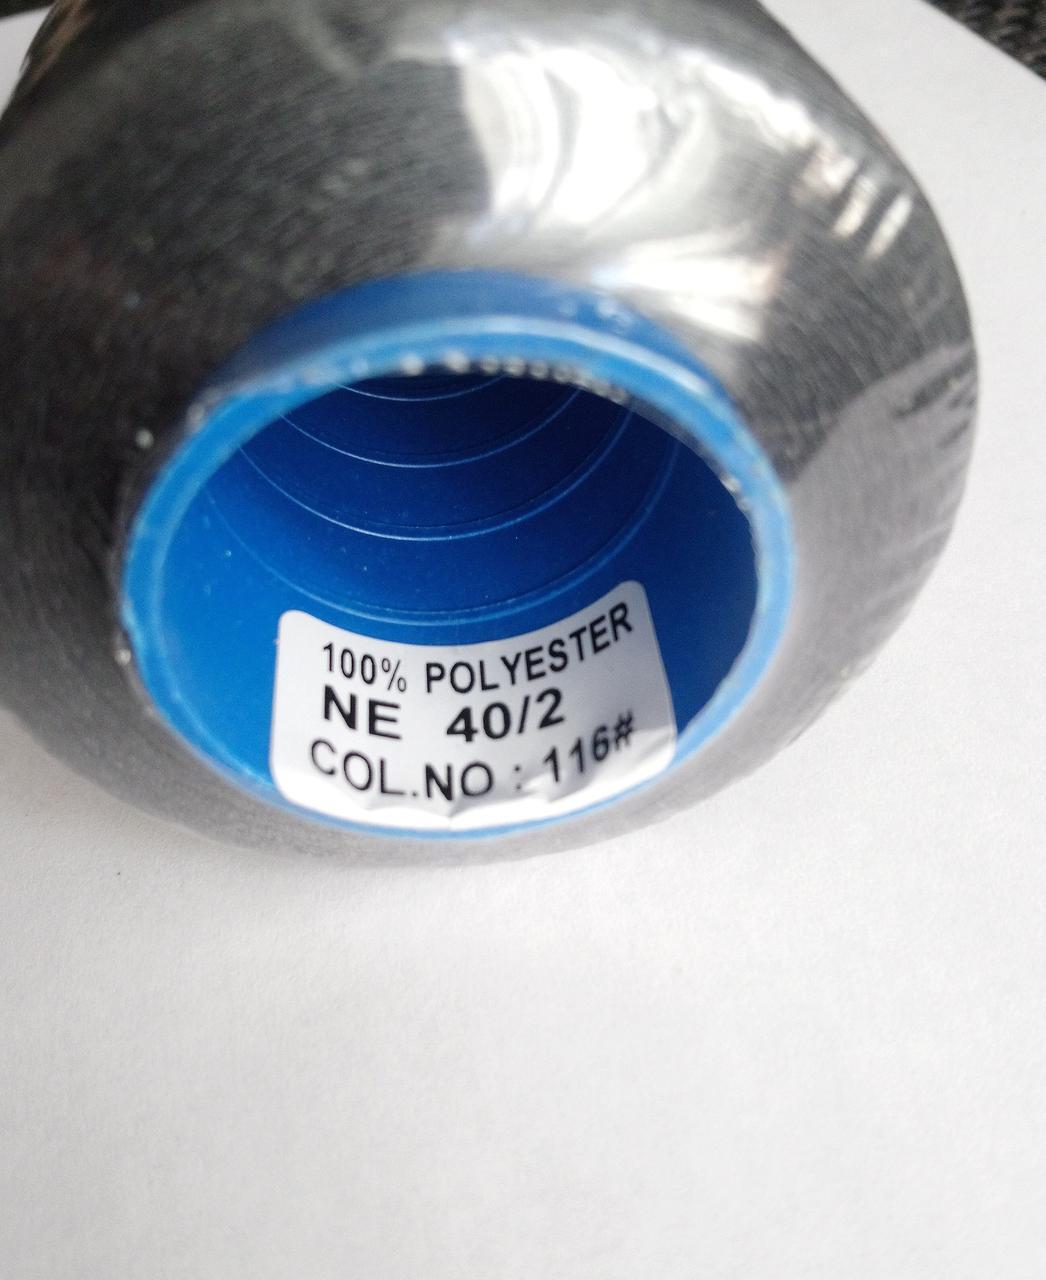 100% POLYESTER
NE 40/2
COL.NO : 116#